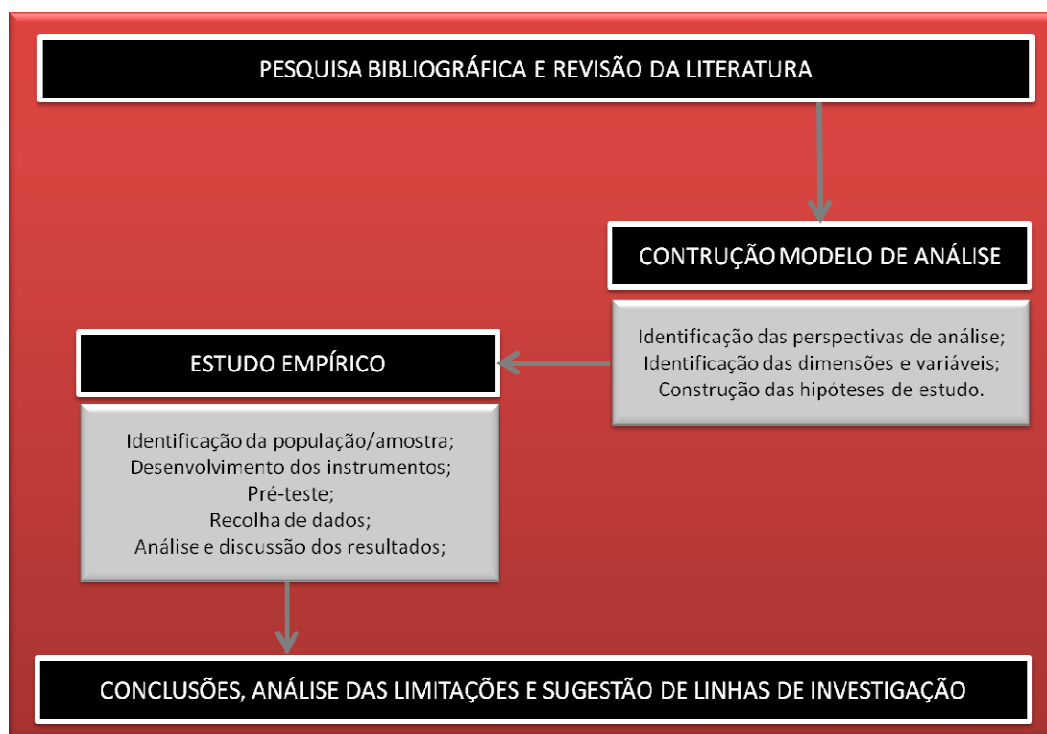 PESQUISA BIBLIOGRÁFICA E REVISÃO DA LITERATURA
CONTRUÇÃO MODELO DE ANÁLISE
Identificação das perspectivas de análise;
Identificação das dimensões e variáveis;
Construção das hipóteses de estudo.
ESTUDO EMPÍRICO
Identificação da população/amostra;
Desenvolvimento dos instrumentos;
Pré-teste;
Recolha de dados;
Análise e discussão dos resultados;
CONCLUSÕES, ANÁLISE DAS LIMITAÇÕES E SUGESTÃO DE LINHAS DE INVESTIGAÇÃO